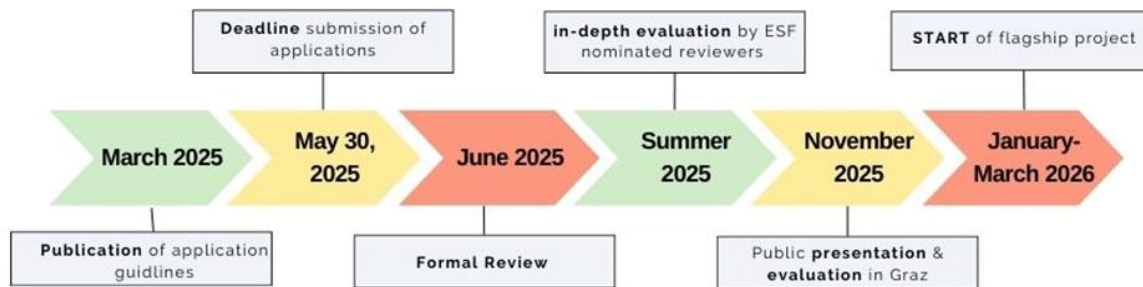 Deadline submission of
applications
in-depth evaluation by ESF
nominated reviewers
START of flagship project
March 2025
May 30,
2025
June 2025
Summer
2025
November
2025
January-
March 2026
Publication of application
guidlines
Formal Review
Public presentation &
evaluation in Graz